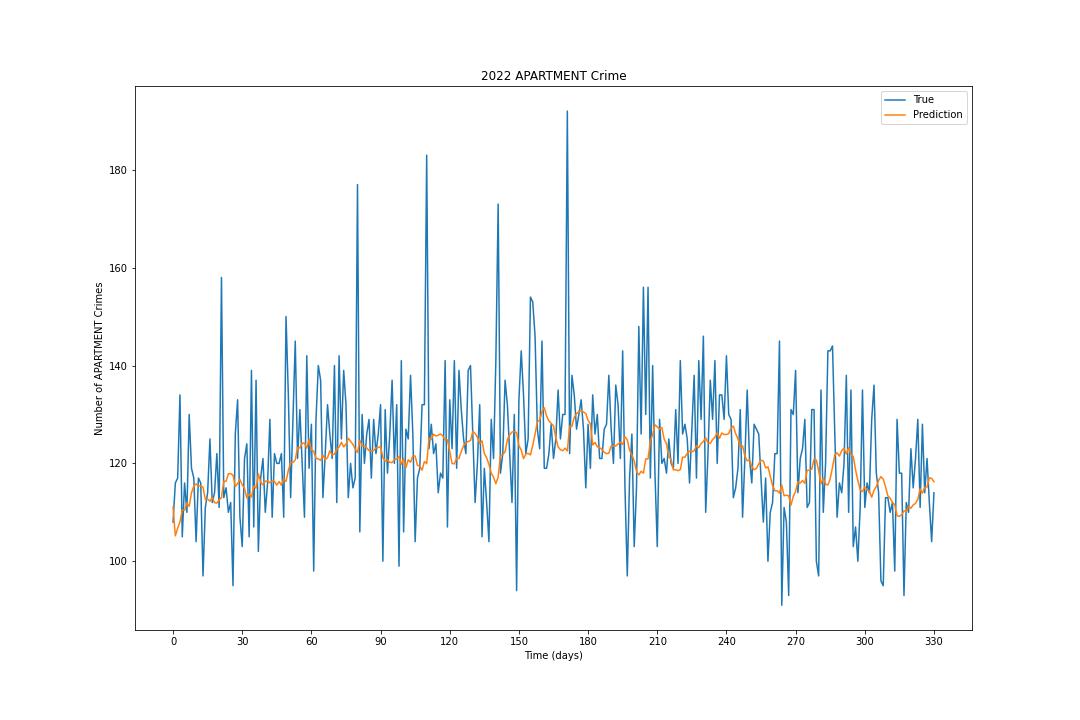 2022 APARTMENT Crime
True
Prediction
Number of APARTMENT Crimes
180
160
140
120
100
0 30 60 90 120 150 180 210 240 270 300 330
Time (days)